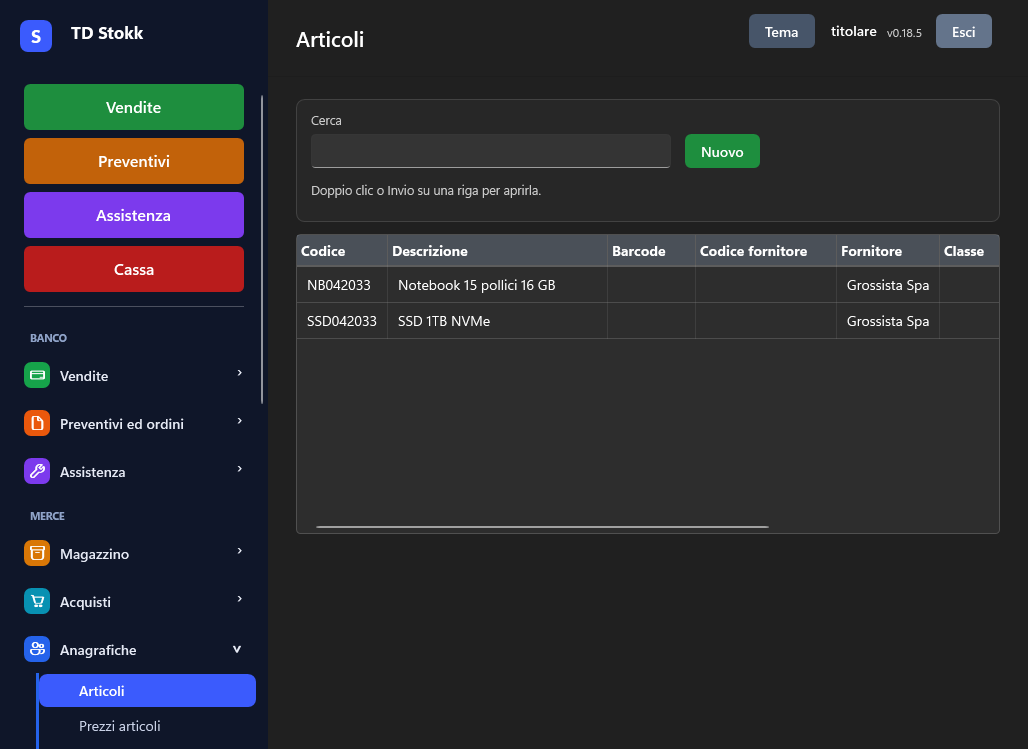 S
TD Stokk
Vendite
Preventivi
Assistenza
Cassa
BANCO
Vendite
Preventivi ed ordini
Assistenza
MERCE
Magazzino
Acquisti
Anagrafiche
Articoli
Prezzi articoli
Articoli
Tema
titolare
v0.18.5
Esci
Cerca
Nuovo
Doppio clic o Invio su una riga per aprirla.
Codice Descrizione Barcode Codice fornitore Fornitore Classe
NB042033 Notebook 15 pollici 16 GB Grossista Spa
SSD042033 SSD 1TB NVMe Grossista Spa